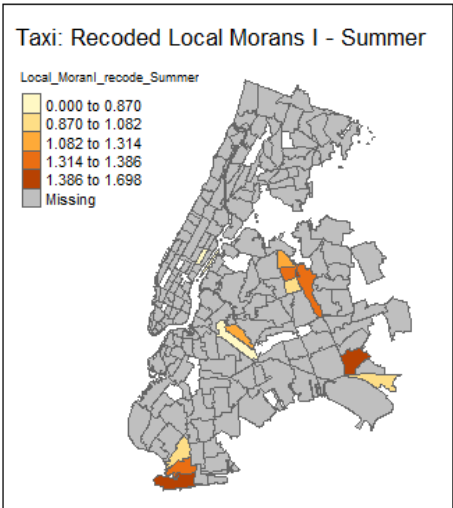 Taxi: Recoded Local Morans I - Summer
Local_MoranI_recode_Summer
0.000 to 0.870
0.870 to 1.082
1.082 to 1.314
1.314 to 1.386
1.386 to 1.698
Missing